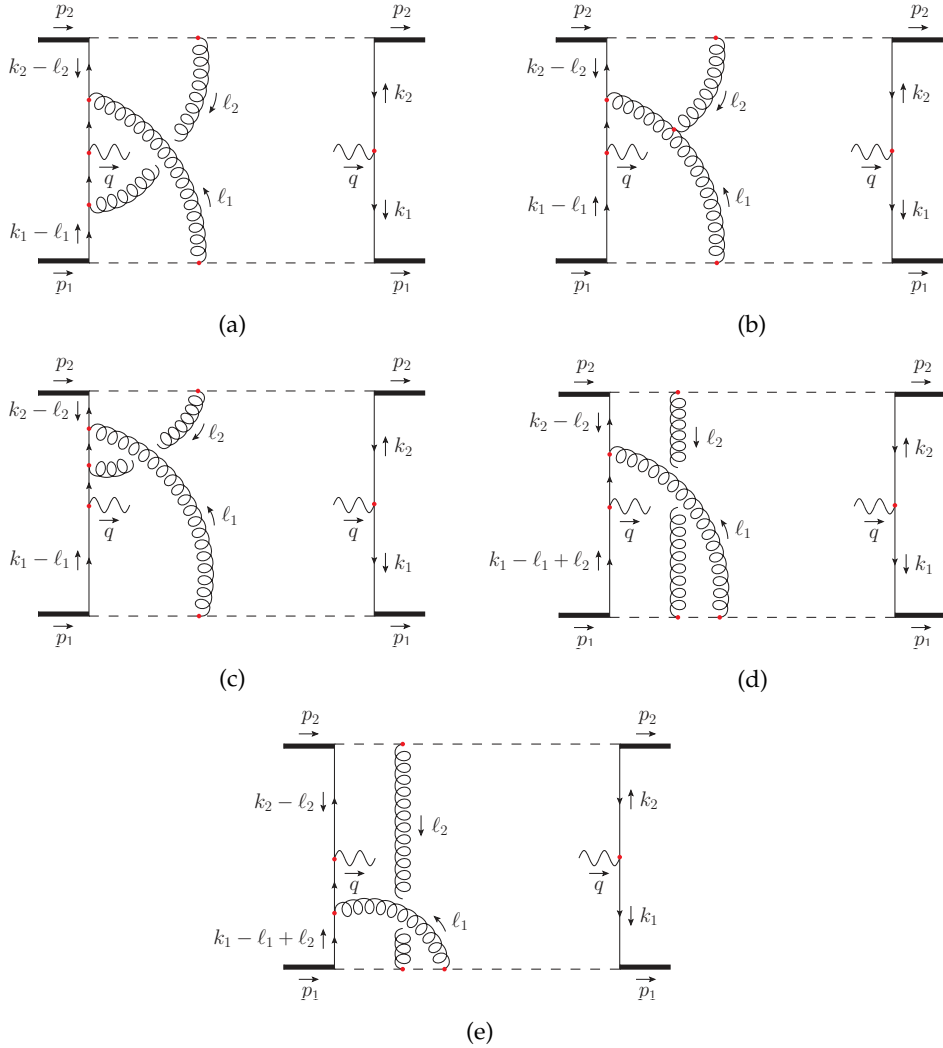 p₂ p₂ p₂ p₂
k₂ − ℓ₂ ℓ₂ k₂ k₂ − ℓ₂ ℓ₂ k₂
q q q q
k₁ − ℓ₁ ℓ₁ k₁ k₁ − ℓ₁ ℓ₁ k₁
p₁ p₁ p₁ p₁
(a) (b)
p₂ p₂ p₂ p₂
k₂ − ℓ₂ ℓ₂ k₂ k₂ − ℓ₂ ℓ₂ k₂
q q q q
k₁ − ℓ₁ ℓ₁ k₁ k₁ − ℓ₁ + ℓ₂ ℓ₁ k₁
p₁ p₁ p₁ p₁
(c) (d)
p₂ p₂
k₂ − ℓ₂ ℓ₂ k₂
q q
k₁ − ℓ₁ + ℓ₂ ℓ₁ k₁
p₁ p₁
(e)